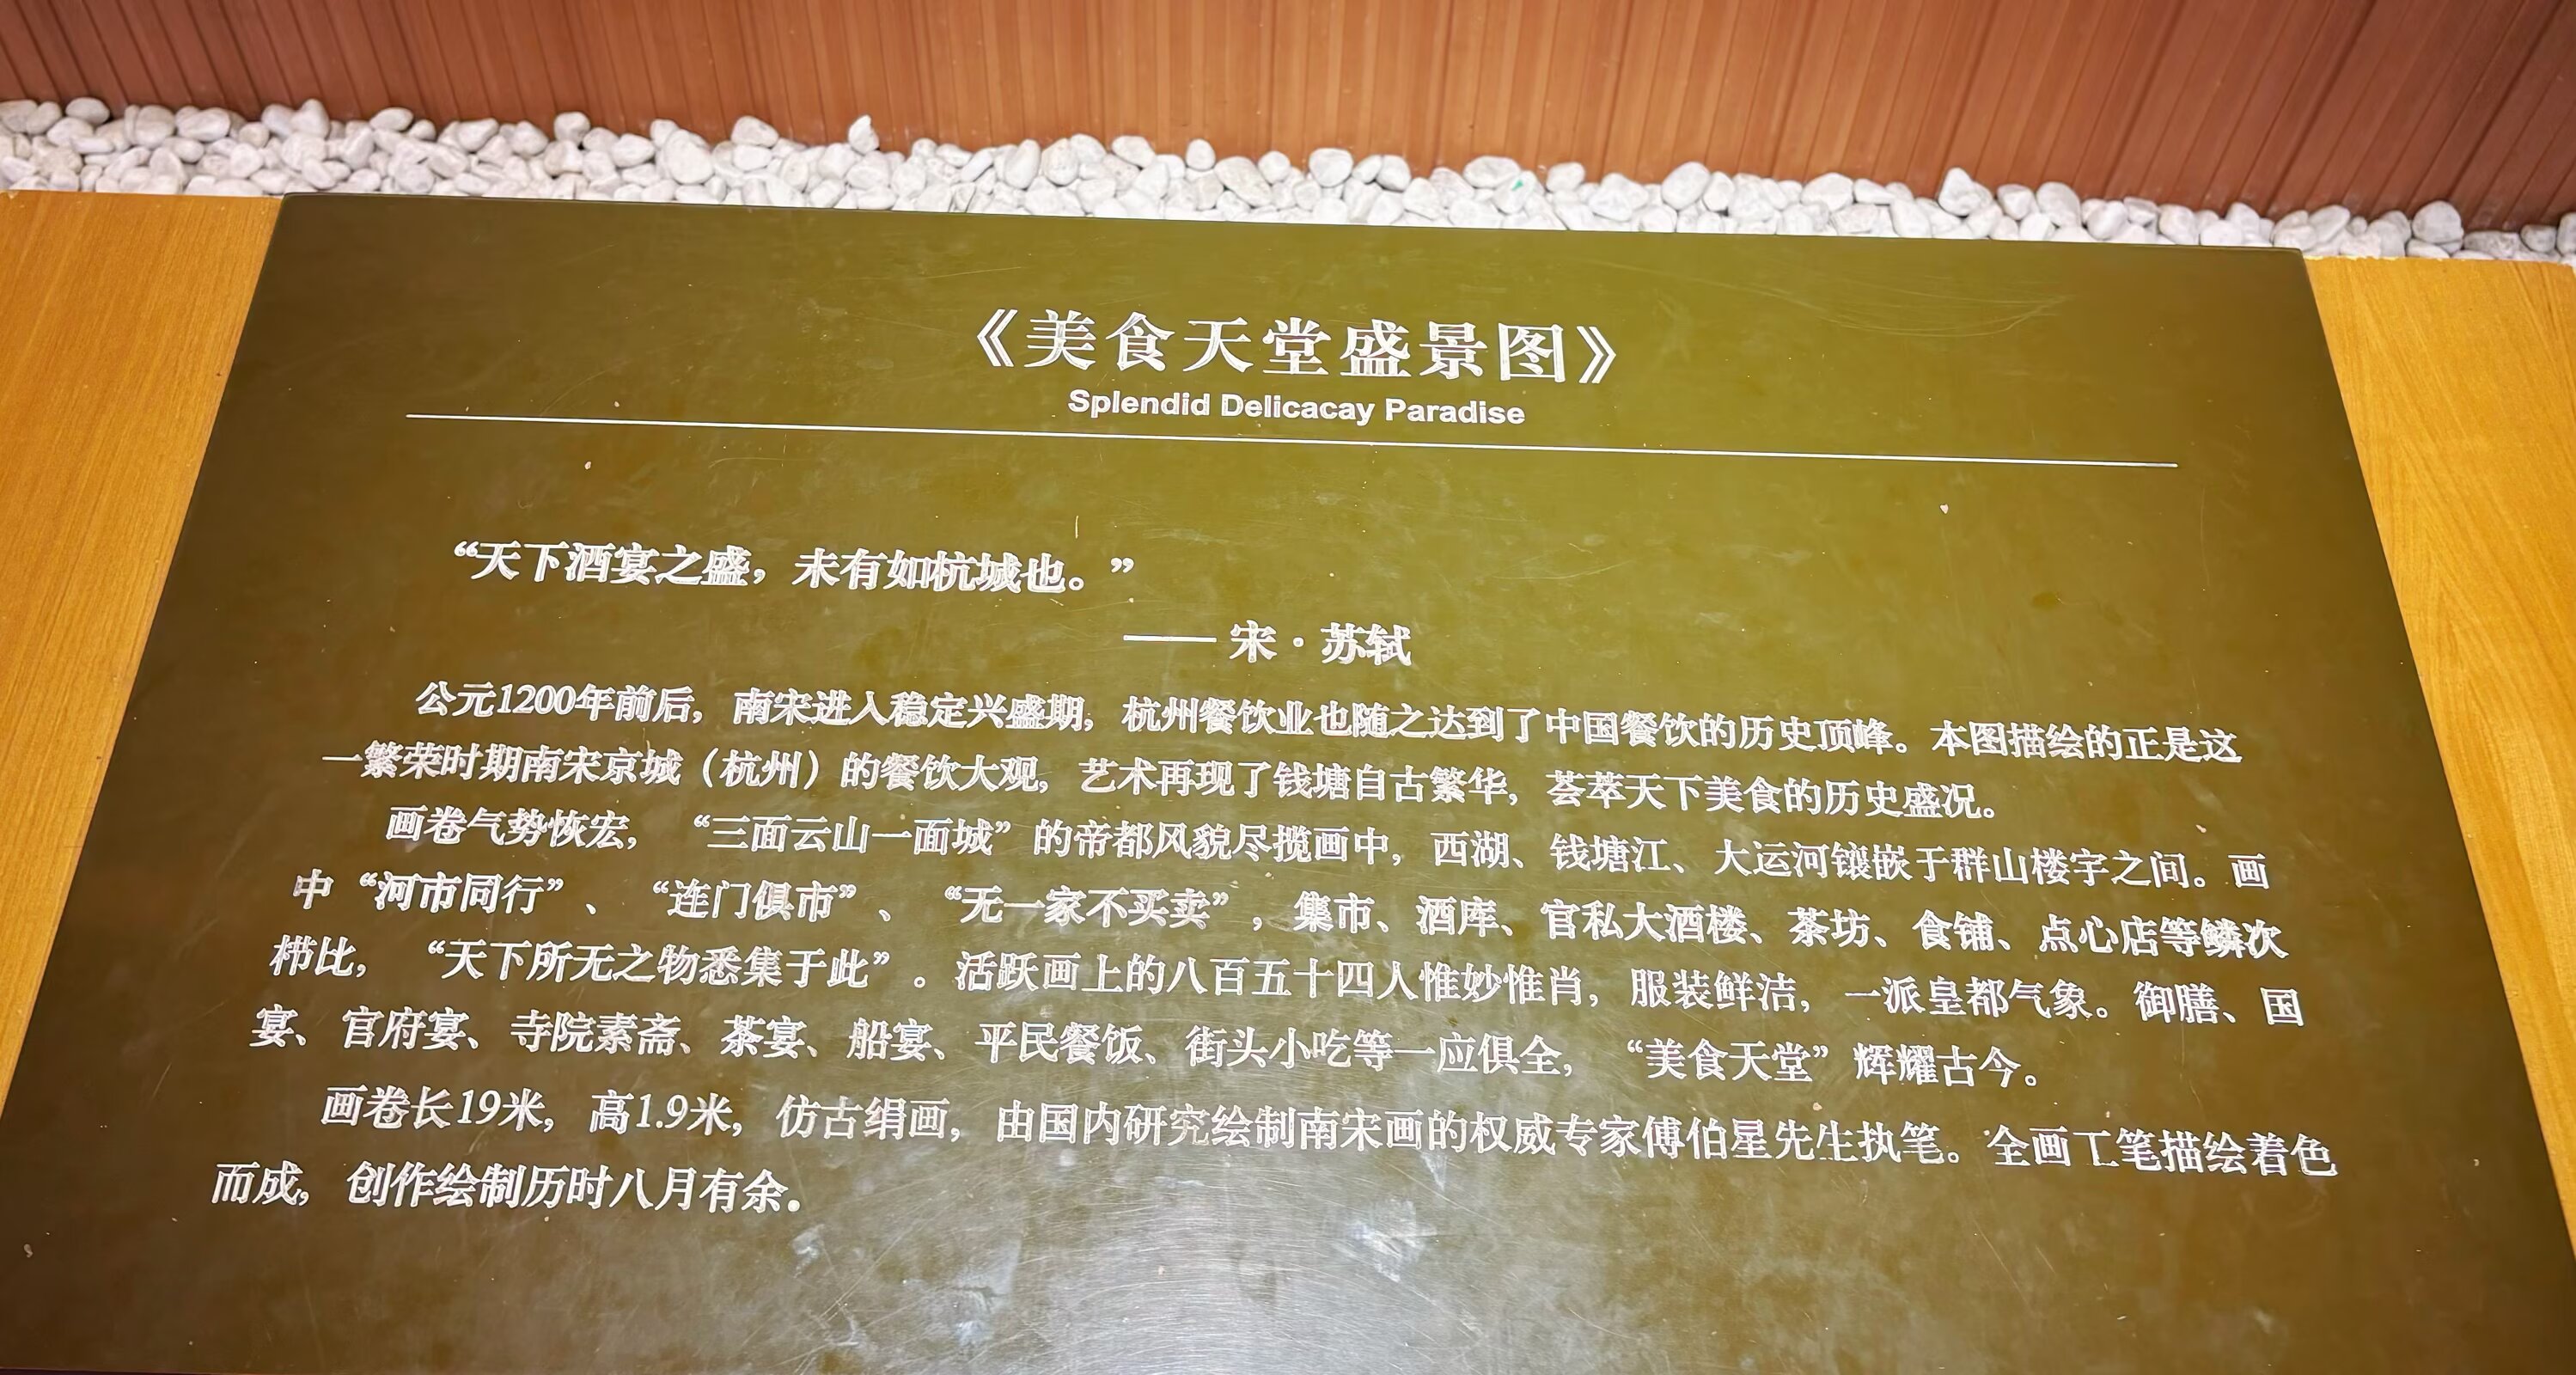 《美食天堂盛景图》
Splendid Delicacay Paradise
“天下酒宴之盛，未有如杭城也。”
—— 宋·苏轼
公元1200年前后，南宋进入稳定兴盛期，杭州餐饮业也随之达到了中国餐饮的历史顶峰。本图描绘的正是这
一繁荣时期南宋京城（杭州）的餐饮大观，艺术再现了钱塘自古繁华，荟萃天下美食的历史盛况。
画卷气势恢宏，“三面云山一面城”的帝都风貌尽揽画中，西湖、钱塘江、大运河镶嵌于群山楼宇之间。画
中“河市同行”、“连门俱市”、“无一家不买卖”，集市、酒库、官私大酒楼、茶坊、食铺、点心店等鳞次
栉比，“天下所无之物悉集于此”。活跃画上的八百五十四人惟妙惟肖，服装鲜洁，一派皇都气象。御膳、国
宴、官府宴、寺院素斋、茶宴、船宴、平民餐饭、街头小吃等一应俱全，“美食天堂”辉耀古今。
画卷长19米，高1.9米，仿古绢画，由国内研究绘制南宋画的权威专家傅伯星先生执笔。全画工笔描绘着色
而成，创作绘制历时八月有余。